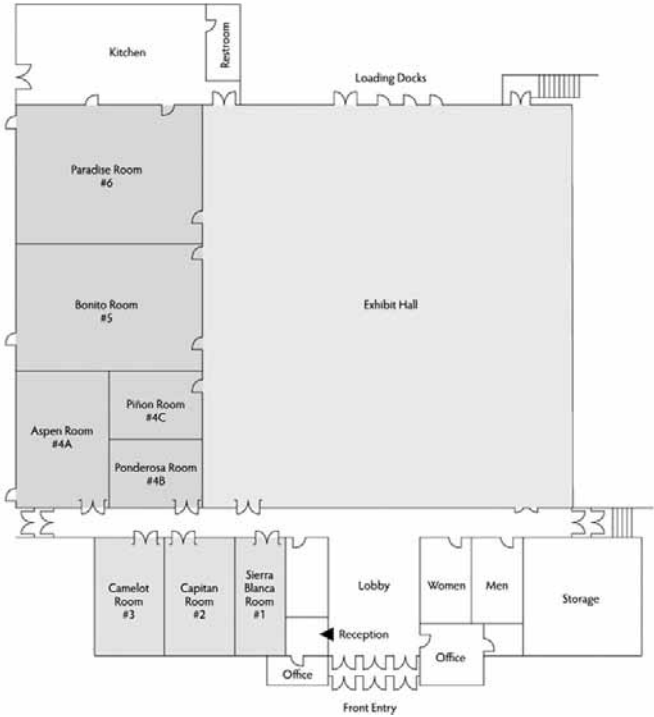 Kitchen
Restroom
Loading Docks
Paradise Room
#6
Bonito Room
#5
Exhibit Hall
Piñon Room
#4C
Aspen Room
#4A
Ponderosa Room
#4B
Camelot
Room
#3
Capitan
Room
#2
Sierra
Blanca
Room
#1
Lobby
Women
Men
Storage
Reception
Office
Office
Front Entry